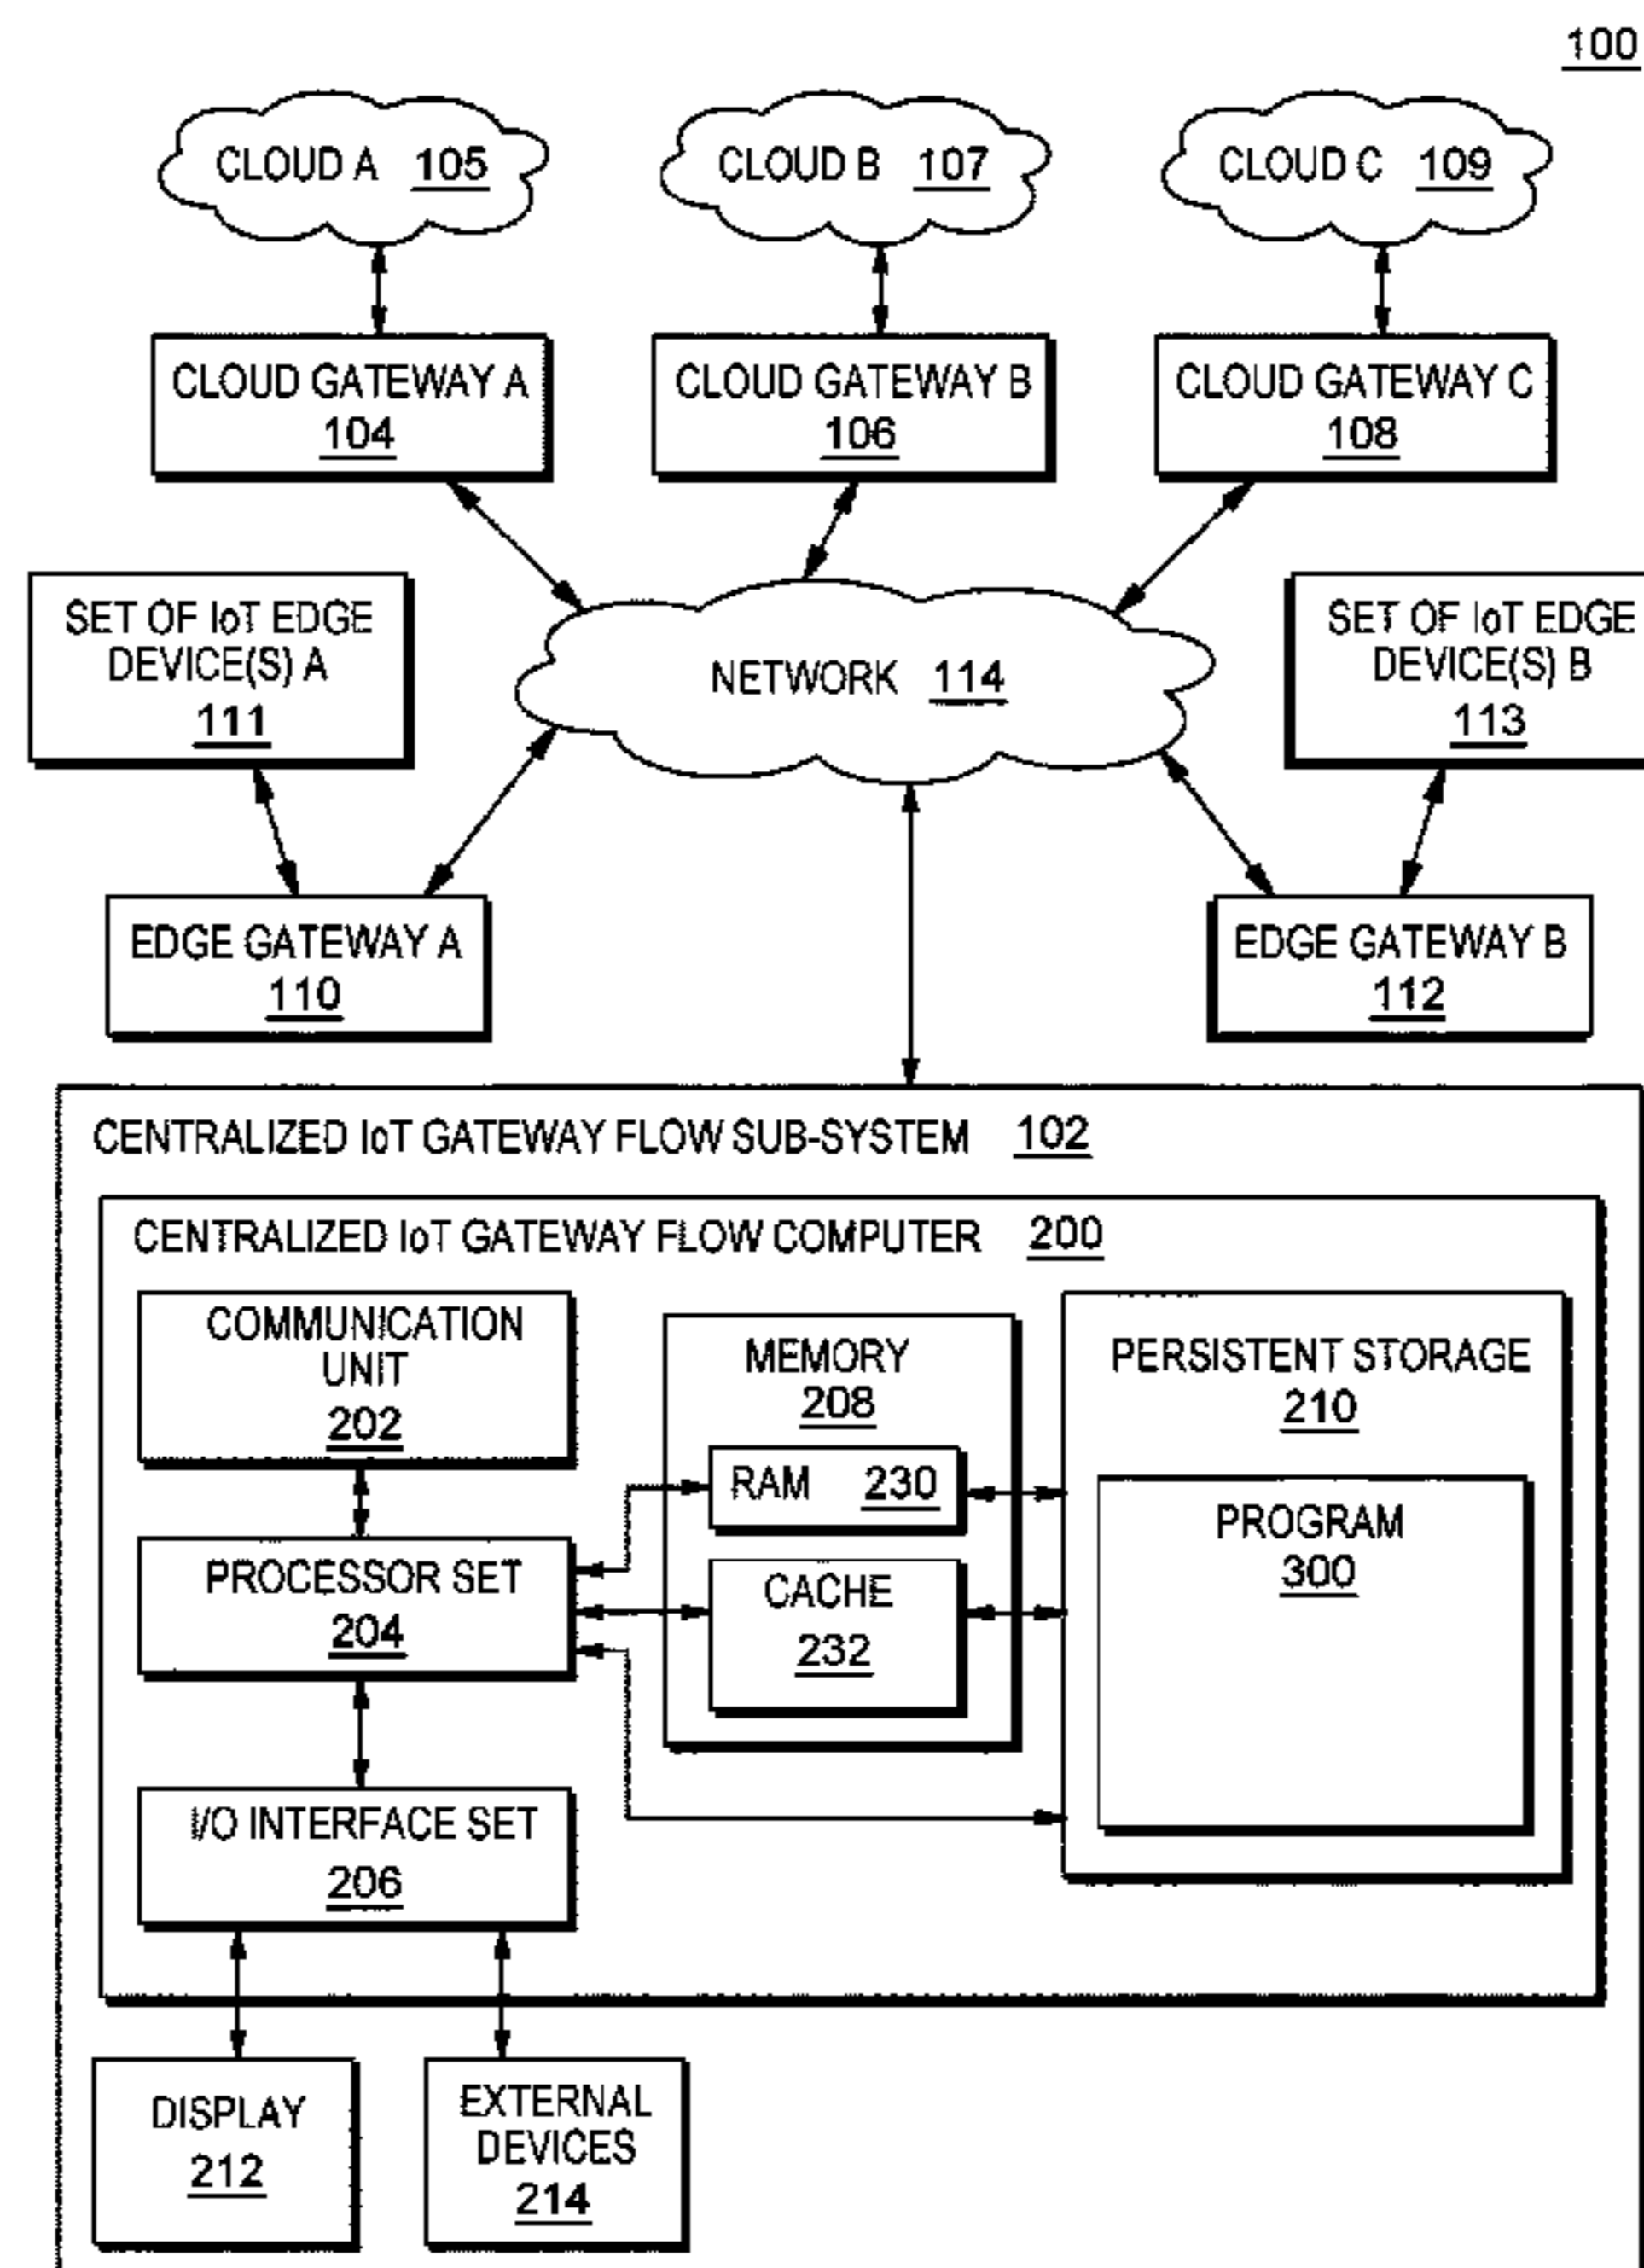 100
CLOUD A 105
CLOUD B 107
CLOUD C 109
CLOUD GATEWAY A
104
CLOUD GATEWAY B
106
CLOUD GATEWAY C
108
SET OF IoT EDGE
DEVICE(S) A
111
NETWORK 114
SET OF IoT EDGE
DEVICE(S) B
113
EDGE GATEWAY A
110
EDGE GATEWAY B
112
CENTRALIZED IoT GATEWAY FLOW SUB-SYSTEM 102
CENTRALIZED IoT GATEWAY FLOW COMPUTER 200
COMMUNICATION
UNIT
202
MEMORY
208
PERSISTENT STORAGE
210
RAM 230
PROGRAM
300
PROCESSOR SET
204
CACHE
232
I/O INTERFACE SET
206
DISPLAY
212
EXTERNAL
DEVICES
214